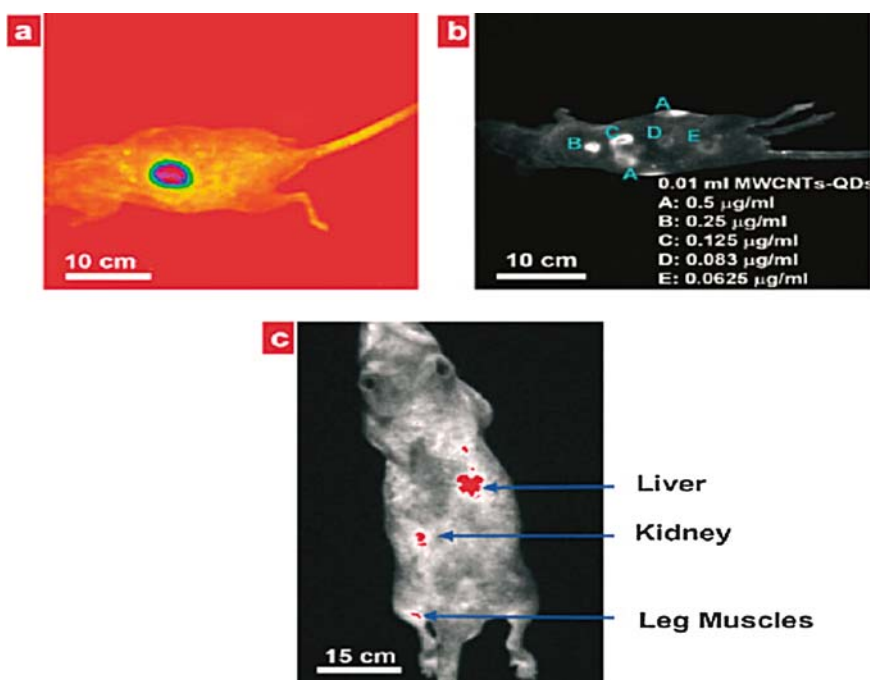 a
10 cm
b
A
B
C
D
E
A
0.01 ml MWCNTs-QDs
A: 0.5 µg/ml
B: 0.25 µg/ml
C: 0.125 µg/ml
D: 0.083 µg/ml
E: 0.0625 µg/ml
10 cm
c
Liver
Kidney
Leg Muscles
15 cm